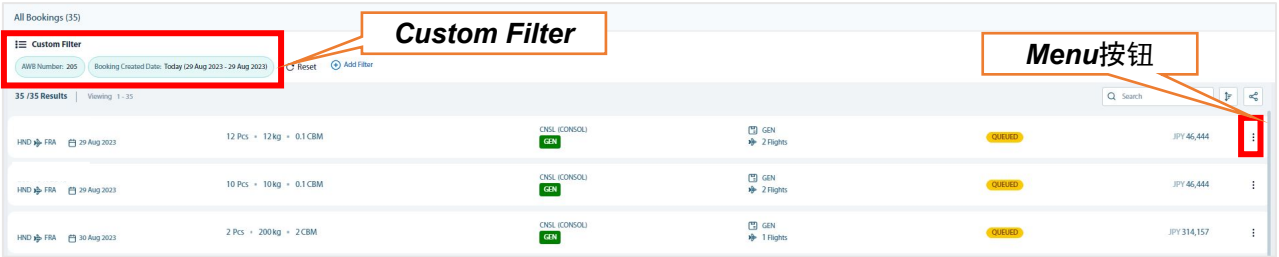 All Bookings (35)
Custom Filter
Custom Filter
AWB Number: 205
Booking Created Date: Today (29 Aug 2023 - 29 Aug 2023)
Reset
Add Filter
Menu按钮
35 /35 Results
Viewing 1 - 35
Search
HND FRA 29 Aug 2023
12 Pcs • 12 kg • 0.1 CBM
CNSL (CONSOL)
GEN
GEN
2 Flights
QUEUED
JPY 46,444
HND FRA 29 Aug 2023
10 Pcs • 10 kg • 0.1 CBM
CNSL (CONSOL)
GEN
GEN
2 Flights
QUEUED
JPY 46,444
HND FRA 30 Aug 2023
2 Pcs • 200 kg • 2 CBM
CNSL (CONSOL)
GEN
GEN
1 Flights
QUEUED
JPY 314,157